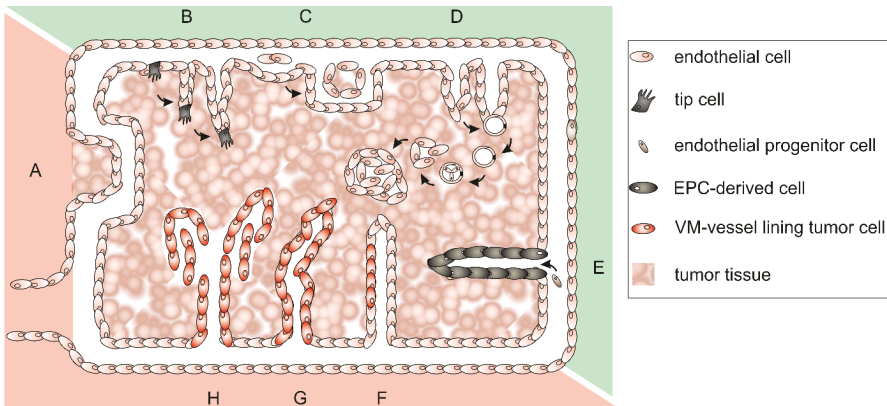 B
C
D
A
E
H
G
F
endothelial cell
tip cell
endothelial progenitor cell
EPC-derived cell
VM-vessel lining tumor cell
tumor tissue